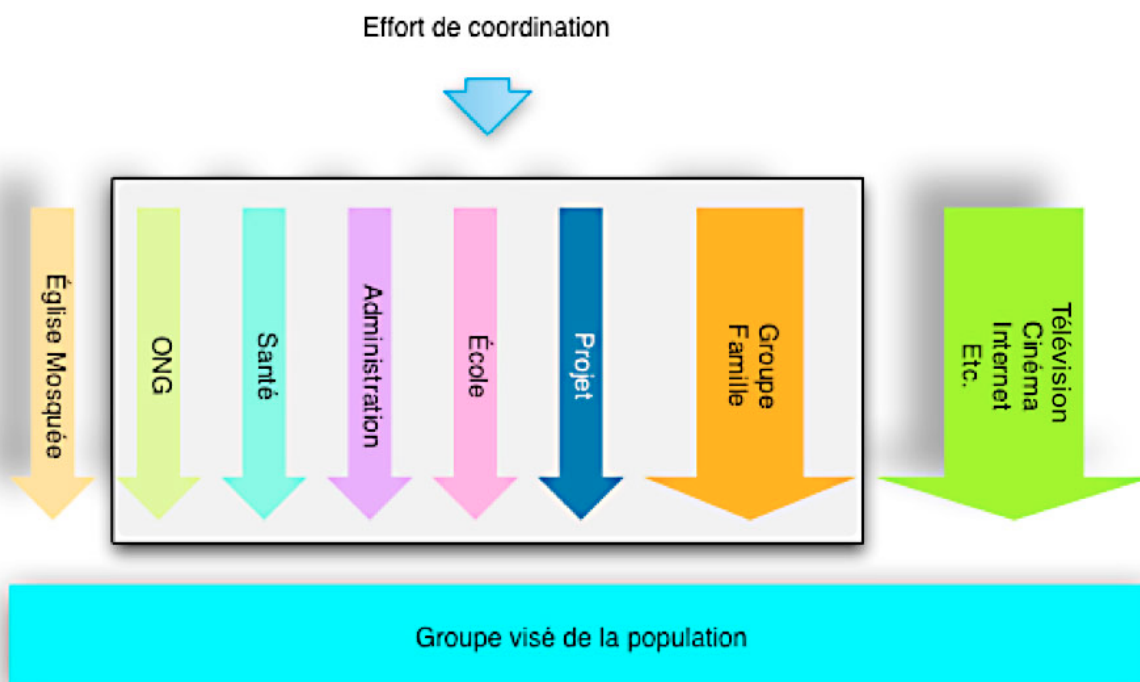 Effort de coordination
Église Mosquée
ONG
Santé
Administration
École
Projet
Groupe
Famille
Télévision
Cinéma
Internet
Etc.
Groupe visé de la population